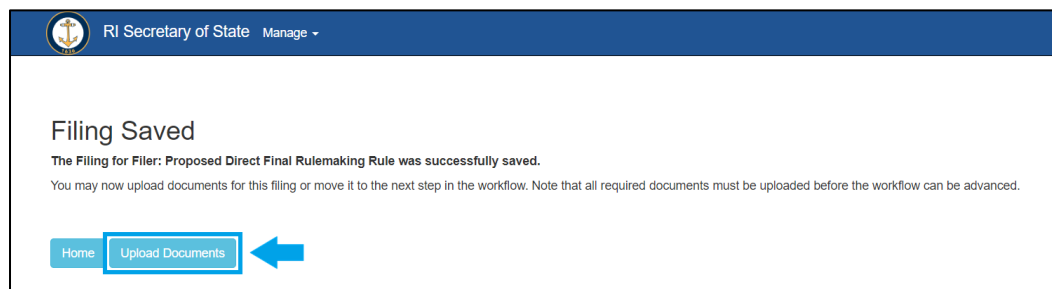 RI Secretary of State Manage
Filing Saved
The Filing for Filer: Proposed Direct Final Rulemaking Rule was successfully saved.
You may now upload documents for this filing or move it to the next step in the workflow. Note that all required documents must be uploaded before the workflow can be advanced.
Home Upload Documents